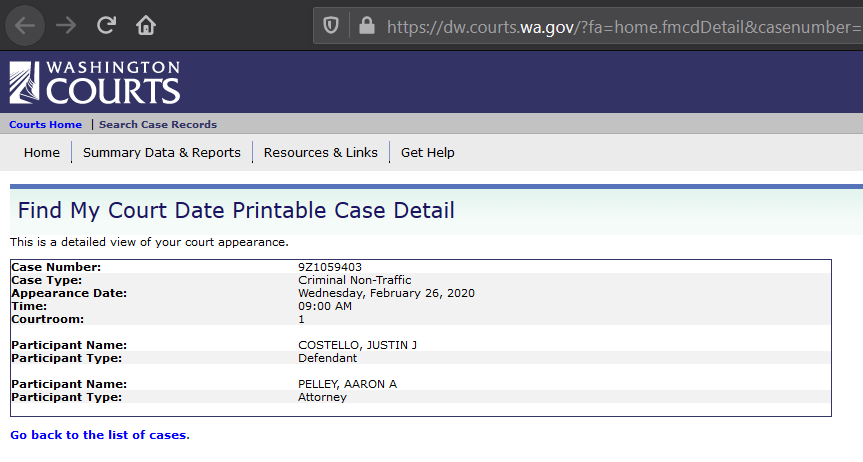 https://dw.courts.wa.gov/?fa=home.fmcdDetail&casenumber=
WASHINGTON
COURTS
Courts Home | Search Case Records
Home Summary Data & Reports Resources & Links Get Help
Find My Court Date Printable Case Detail
This is a detailed view of your court appearance.
Case Number: 9Z1059403
Case Type: Criminal Non-Traffic
Appearance Date: Wednesday, February 26, 2020
Time: 09:00 AM
Courtroom: 1
Participant Name: COSTELLO, JUSTIN J
Participant Type: Defendant
Participant Name: PELLEY, AARON A
Participant Type: Attorney
Go back to the list of cases.